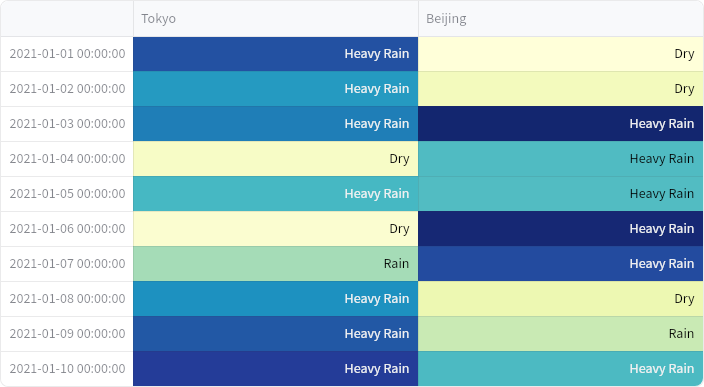 Tokyo Beijing
2021-01-01 00:00:00 Heavy Rain Dry
2021-01-02 00:00:00 Heavy Rain Dry
2021-01-03 00:00:00 Heavy Rain Heavy Rain
2021-01-04 00:00:00 Dry Heavy Rain
2021-01-05 00:00:00 Heavy Rain Heavy Rain
2021-01-06 00:00:00 Dry Heavy Rain
2021-01-07 00:00:00 Rain Heavy Rain
2021-01-08 00:00:00 Heavy Rain Dry
2021-01-09 00:00:00 Heavy Rain Rain
2021-01-10 00:00:00 Heavy Rain Heavy Rain